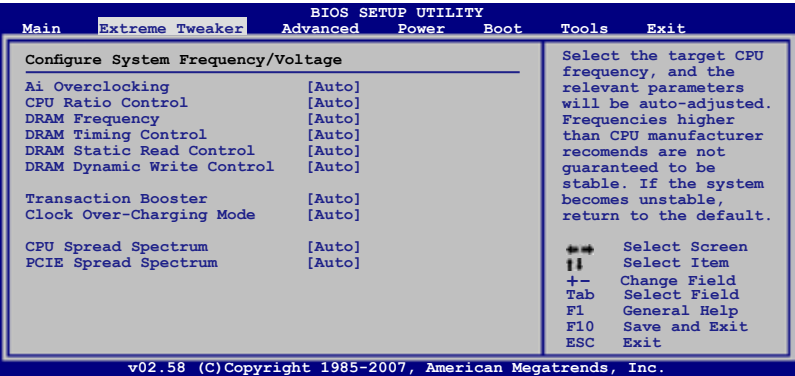 BIOS SETUP UTILITY
Main Extreme Tweaker Advanced Power Boot Tools Exit
Configure System Frequency/Voltage
Ai Overclocking [Auto]
CPU Ratio Control [Auto]
DRAM Frequency [Auto]
DRAM Timing Control [Auto]
DRAM Static Read Control [Auto]
DRAM Dynamic Write Control [Auto]
Transaction Booster [Auto]
Clock Over-Charging Mode [Auto]
CPU Spread Spectrum [Auto]
PCIE Spread Spectrum [Auto]
Select the target CPU
frequency, and the
relevant parameters
will be auto-adjusted.
Frequencies higher
than CPU manufacturer
recomends are not
guaranteed to be
stable. If the system
becomes unstable,
return to the default.
←→ Select Screen
↑↓ Select Item
+- Change Field
Tab Select Field
F1 General Help
F10 Save and Exit
ESC Exit
v02.58 (C)Copyright 1985-2007, American Megatrends, Inc.